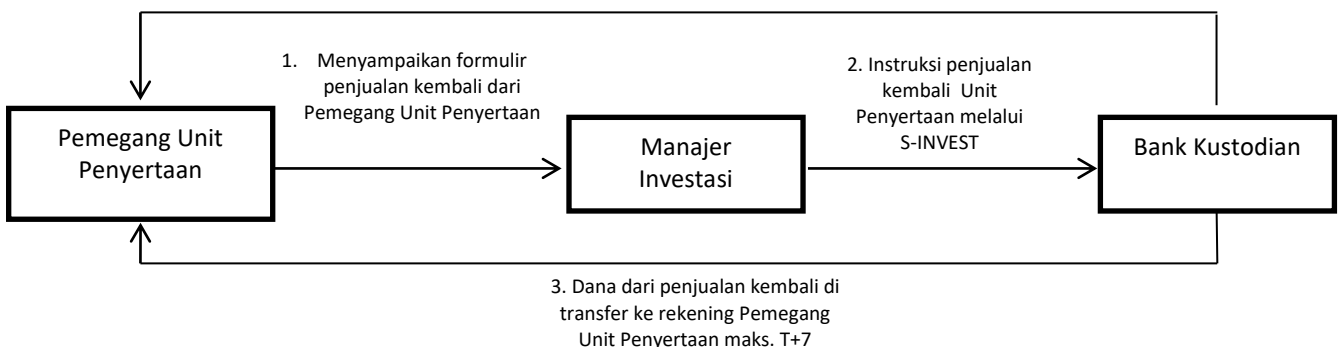 1. Menyampaikan formulir
penjualan kembali dari
Pemegang Unit Penyertaan
2. Instruksi penjualan
kembali Unit
Penyertaan melalui
S-INVEST
Pemegang Unit
Penyertaan
Manajer
Investasi
Bank Kustodian
3. Dana dari penjualan kembali di
transfer ke rekening Pemegang
Unit Penyertaan maks. T+7